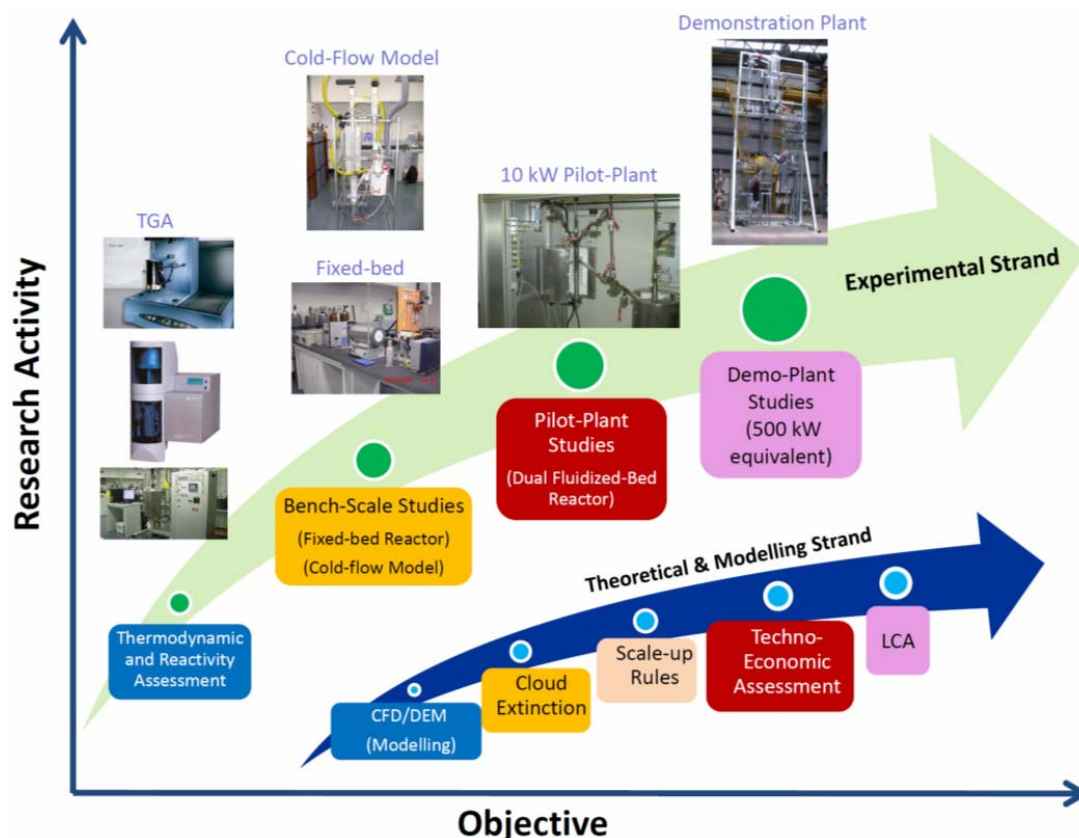 Demonstration Plant
Cold-Flow Model
10 kW Pilot-Plant
TGA
Fixed-bed
Research Activity
Experimental Strand
Demo-Plant
Studies
(500 kW
equivalent)
Pilot-Plant
Studies
(Dual Fluidized-Bed
Reactor)
Bench-Scale Studies
(Fixed-bed Reactor)
(Cold-flow Model)
Thermodynamic
and Reactivity
Assessment
Theoretical & Modelling Strand
LCA
Techno-
Economic
Assessment
Scale-up
Rules
Cloud
Extinction
CFD/DEM
(Modelling)
Objective